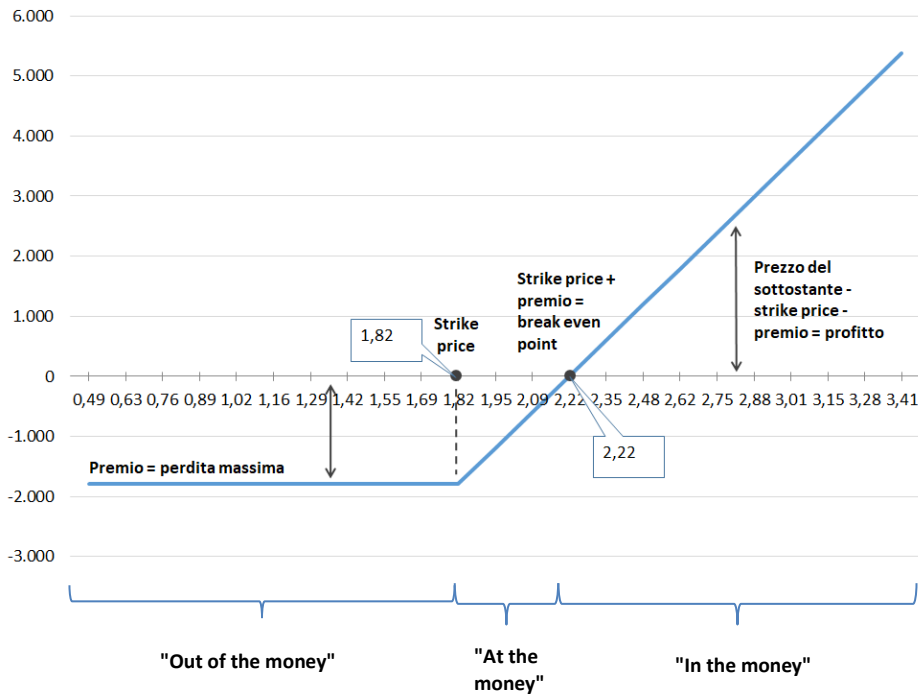 6.000
5.000
4.000
3.000
2.000
1.000
0
-1.000
-2.000
-3.000
0,49 0,63 0,76 0,89 1,02 1,16 1,29 1,42 1,55 1,69 1,82 1,95 2,09 2,22 2,35 2,48 2,62 2,75 2,88 3,01 3,15 3,28 3,41
1,82
Strike
price
Strike price +
premio =
break even
point
Prezzo del
sottostante -
strike price -
premio = profitto
2,22
Premio = perdita massima
"Out of the money"
"At the
money"
"In the money"